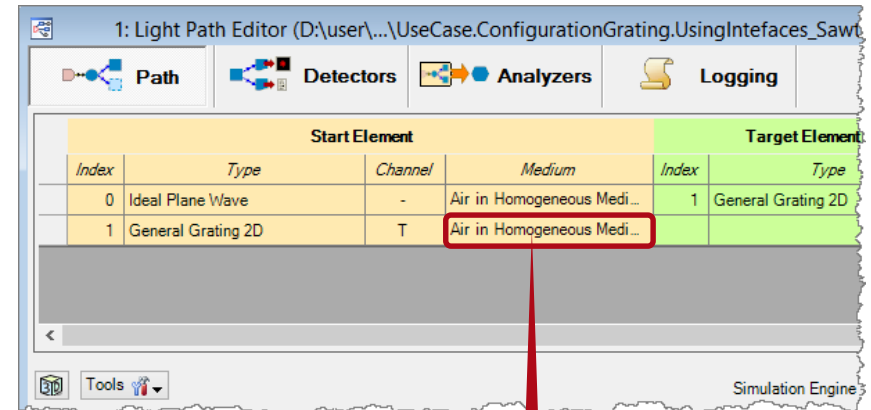 1: Light Path Editor (D:\user\...\UseCase.ConfigurationGrating.UsingIntefaces_Sawt
Path Detectors Analyzers Logging
Start Element Target Element
Index Type Channel Medium Index Type
0 Ideal Plane Wave - Air in Homogeneous Medi... 1 General Grating 2D
1 General Grating 2D T Air in Homogeneous Medi...
Tools Simulation Engine